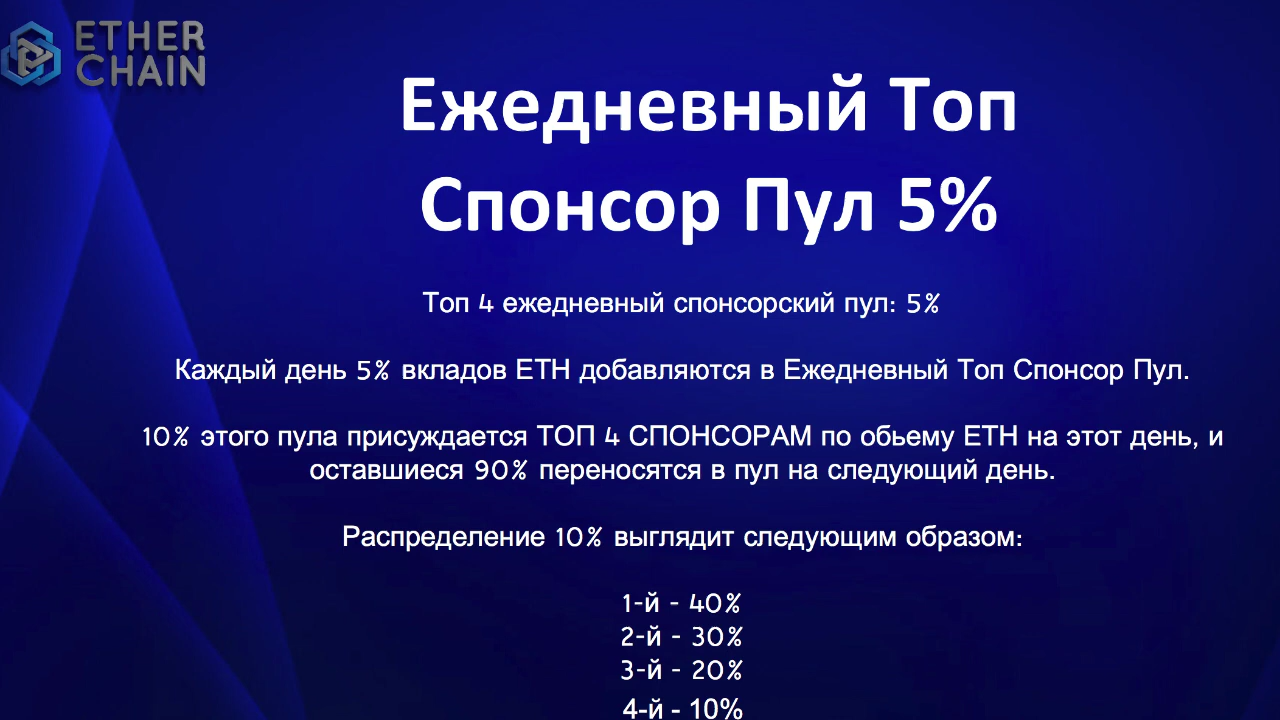 ETHER
CHAIN
Ежедневный Топ
Спонсор Пул 5%
Топ 4 ежедневный спонсорский пул: 5%
Каждый день 5% вкладов ETH добавляются в Ежедневный Топ Спонсор Пул.
10% этого пула присуждается ТОП 4 СПОНСОРАМ по обьему ETH на этот день, и
оставшиеся 90% переносятся в пул на следующий день.
Распределение 10% выглядит следующим образом:
1-й - 40%
2-й - 30%
3-й - 20%
4-й - 10%